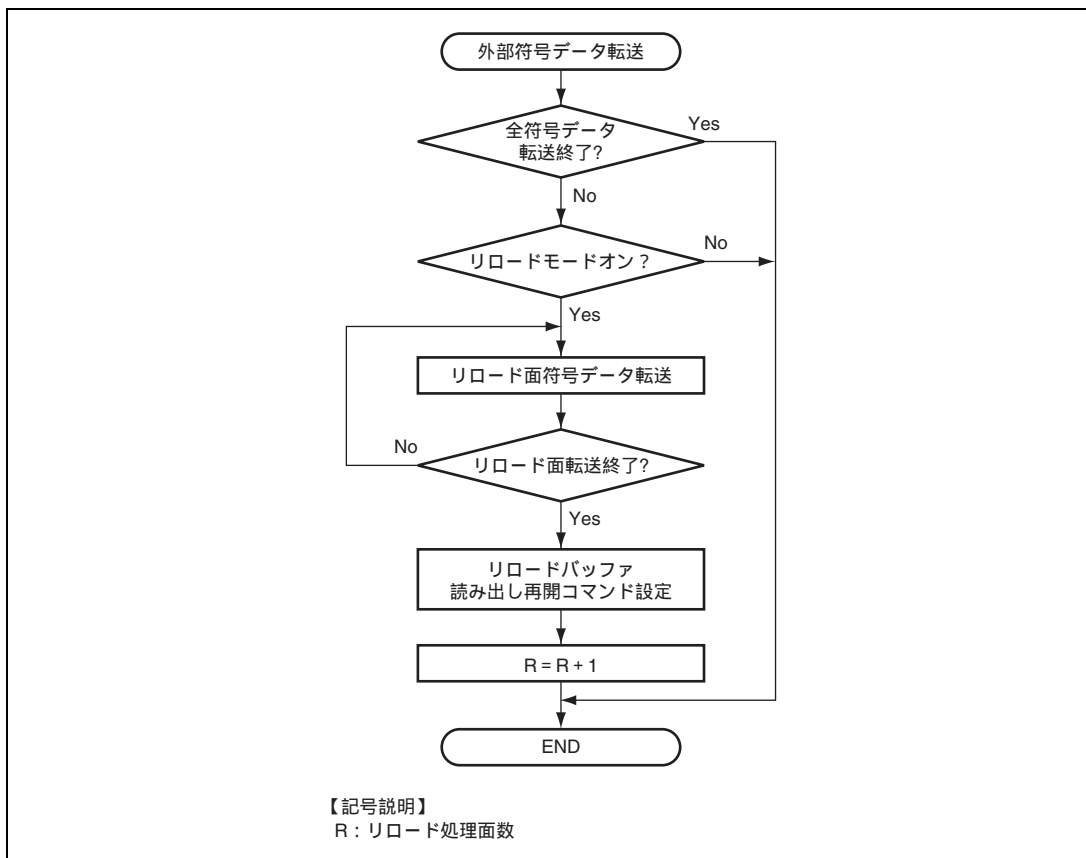 外部符号データ転送
全符号データ
転送終了?
Yes
No
リロードモードオン？
No
Yes
リロード面符号データ転送
No
リロード面転送終了?
Yes
リロードバッファ
読み出し再開コマンド設定
R = R + 1
END
【記号説明】
R：リロード処理面数